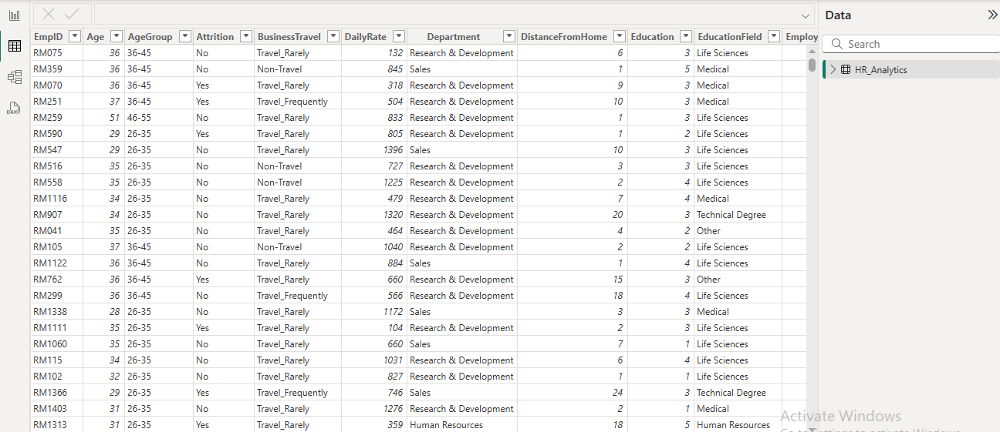 Data
EmpID Age AgeGroup Attrition BusinessTravel DailyRate Department DistanceFromHome Education EducationField Employ
Search
HR_Analytics
RM075 36 36-45 No Travel_Rarely 132 Research & Development 6 3 Life Sciences
RM359 36 36-45 No Non-Travel 845 Sales 1 5 Medical
RM070 36 36-45 Yes Travel_Rarely 318 Research & Development 9 3 Medical
RM251 37 36-45 Yes Travel_Frequently 504 Research & Development 10 3 Medical
RM259 51 46-55 No Travel_Rarely 833 Research & Development 1 3 Life Sciences
RM590 29 26-35 Yes Travel_Rarely 805 Research & Development 1 2 Life Sciences
RM547 29 26-35 No Travel_Rarely 1396 Sales 10 3 Life Sciences
RM516 35 26-35 No Non-Travel 727 Research & Development 3 3 Life Sciences
RM558 35 26-35 No Non-Travel 1225 Research & Development 2 4 Life Sciences
RM1116 34 26-35 No Travel_Rarely 479 Research & Development 7 4 Medical
RM907 34 26-35 No Travel_Rarely 1320 Research & Development 20 3 Technical Degree
RM041 35 26-35 No Travel_Rarely 464 Research & Development 4 2 Other
RM105 37 36-45 No Non-Travel 1040 Research & Development 2 2 Life Sciences
RM1122 36 36-45 No Travel_Rarely 884 Sales 1 4 Life Sciences
RM762 36 36-45 Yes Travel_Rarely 660 Research & Development 15 3 Other
RM299 36 36-45 No Travel_Frequently 566 Research & Development 18 4 Life Sciences
RM1338 28 26-35 No Travel_Rarely 1172 Sales 3 3 Medical
RM1111 35 26-35 Yes Travel_Rarely 104 Research & Development 2 3 Life Sciences
RM1060 35 26-35 No Travel_Rarely 660 Sales 7 1 Life Sciences
RM115 34 26-35 No Travel_Rarely 1031 Research & Development 6 4 Life Sciences
RM102 32 26-35 No Travel_Rarely 827 Research & Development 1 1 Life Sciences
RM1366 29 26-35 Yes Travel_Frequently 746 Sales 24 3 Technical Degree
RM1403 31 26-35 No Travel_Rarely 1276 Research & Development 2 1 Medical
RM1313 31 26-35 Yes Travel_Rarely 359 Human Resources 18 5 Human Resources
DAX
Activate Windows
Go to Settings to activate Windows.